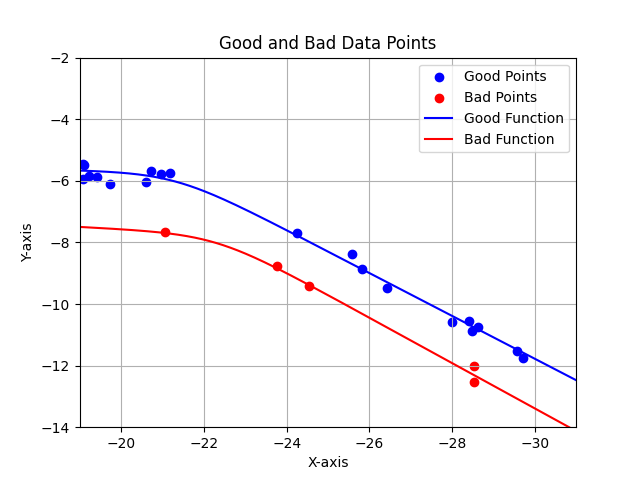 Good and Bad Data Points
Good Points
Bad Points
Good Function
Bad Function
Y-axis
−2
−4
−6
−8
−10
−12
−14
−20
−22
−24
−26
−28
−30
X-axis